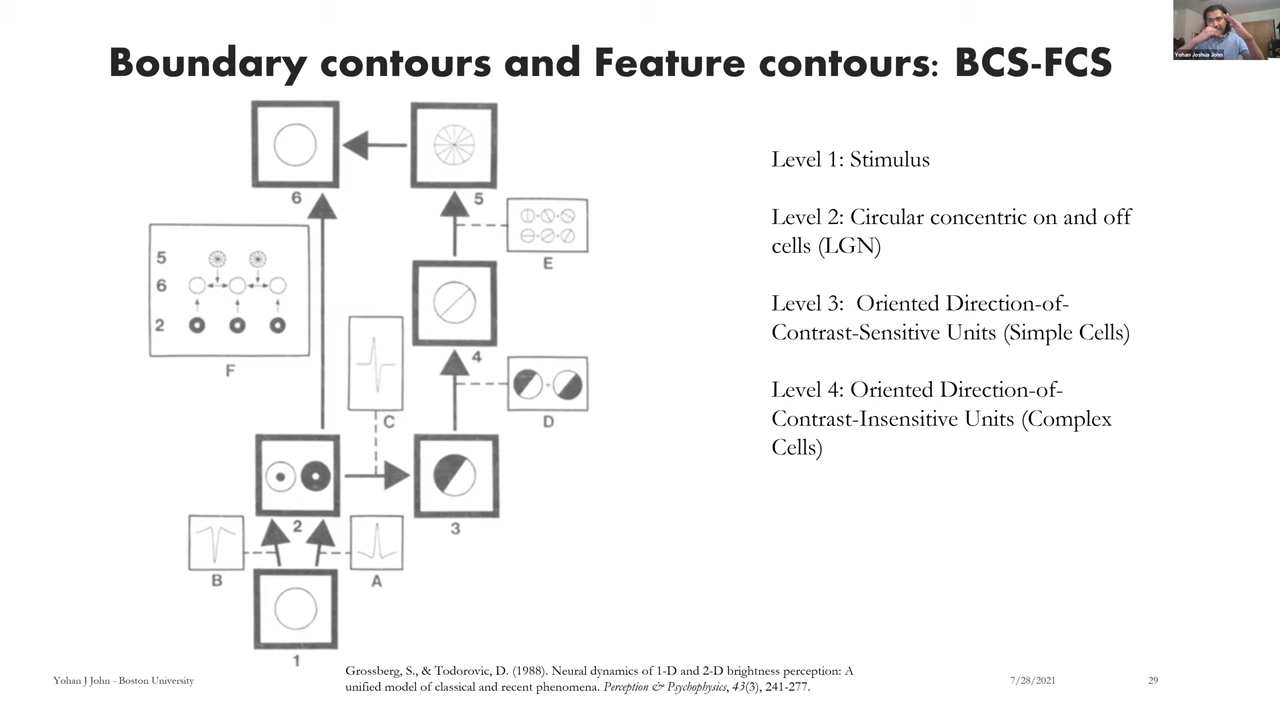 Boundary contours and Feature contours: BCS-FCS
Yohan Joshua John
6
5
E
5
6
2
F
4
C
D
2
3
B
A
1
Level 1: Stimulus
Level 2: Circular concentric on and off
cells (LGN)
Level 3: Oriented Direction-of-
Contrast-Sensitive Units (Simple Cells)
Level 4: Oriented Direction-of-
Contrast-Insensitive Units (Complex
Cells)
Yohan J John - Boston University
Grossberg, S., & Todorovic, D. (1988). Neural dynamics of 1-D and 2-D brightness perception: A
unified model of classical and recent phenomena. Perception & Psychophysics, 43(3), 241-277.
7/28/2021
29